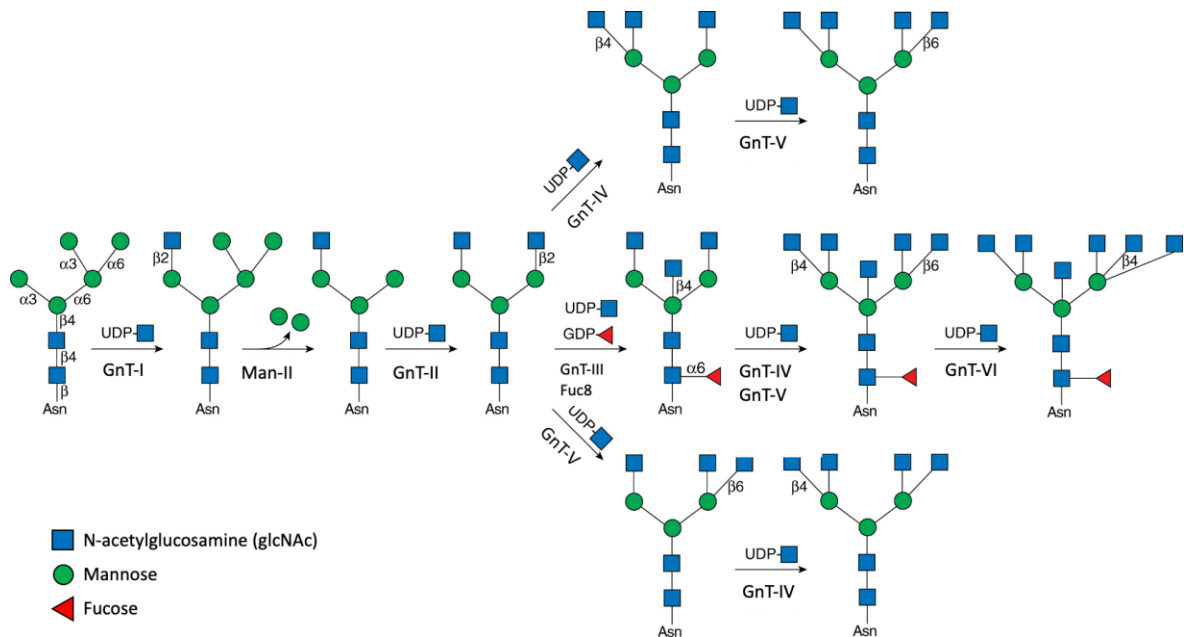 β4
β6
UDP-
GnT-V
Asn
Asn
UDP-
GnT-IV
β2
β2
β4
β4
β6
β4
α3
α6
α3
α6
β4
β4
β
UDP-
GnT-I
Man-II
UDP-
GnT-II
UDP-
GDP-
GnT-III
Fuc8
α6
UDP-
GnT-IV
GnT-V
UDP-
GnT-VI
Asn
Asn
Asn
Asn
Asn
Asn
Asn
UDP-
GnT-V
β6
β4
UDP-
GnT-IV
Asn
Asn
N-acetylglucosamine (glcNAc)
Mannose
Fucose